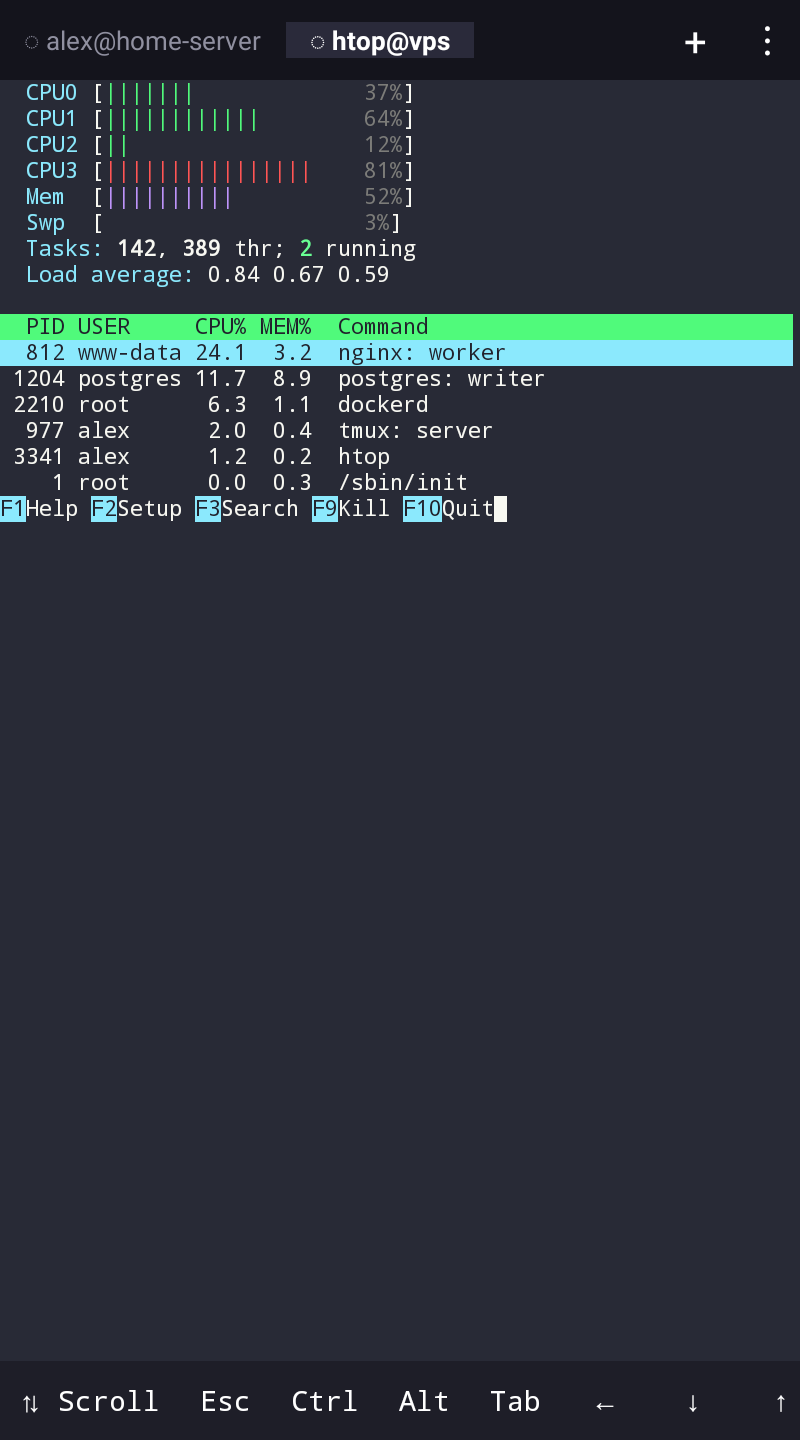 ◌ alex@home-server ◌ htop@vps + ⋮
CPU0 [||||||| 37%]
CPU1 [|||||||||||| 64%]
CPU2 [|| 12%]
CPU3 [|||||||||||||||| 81%]
Mem [|||||||||| 52%]
Swp [ 3%]
Tasks: 142, 389 thr; 2 running
Load average: 0.84 0.67 0.59
PID USER CPU% MEM% Command
812 www-data 24.1 3.2 nginx: worker
1204 postgres 11.7 8.9 postgres: writer
2210 root 6.3 1.1 dockerd
977 alex 2.0 0.4 tmux: server
3341 alex 1.2 0.2 htop
1 root 0.0 0.3 /sbin/init
F1Help F2Setup F3Search F9Kill F10Quit
⇅ Scroll Esc Ctrl Alt Tab ← ↓ ↑